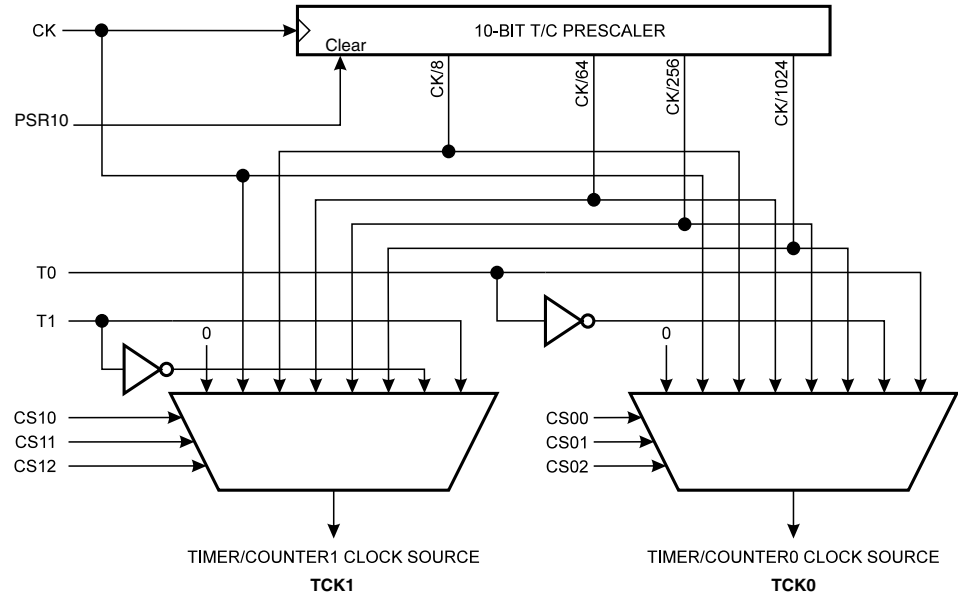 CK
10-BIT T/C PRESCALER
Clear
CK/8
CK/64
CK/256
CK/1024
PSR10
T0
T1
0
0
CS10
CS11
CS12
CS00
CS01
CS02
TIMER/COUNTER1 CLOCK SOURCE
TCK1
TIMER/COUNTER0 CLOCK SOURCE
TCK0